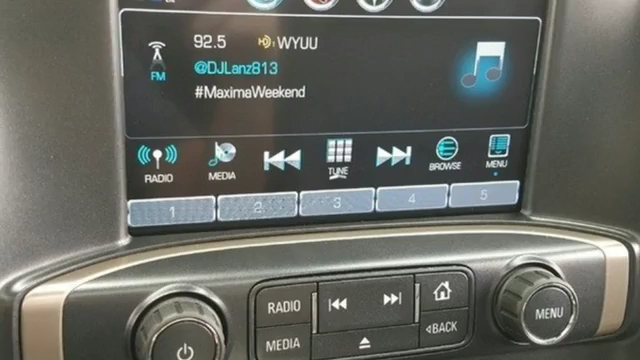 92.5 WYUU
FM
@DJLanz813
#MaximaWeekend
RADIO MEDIA TUNE BROWSE MENU
1 2 3 4 5
RADIO MENU
MEDIA BACK